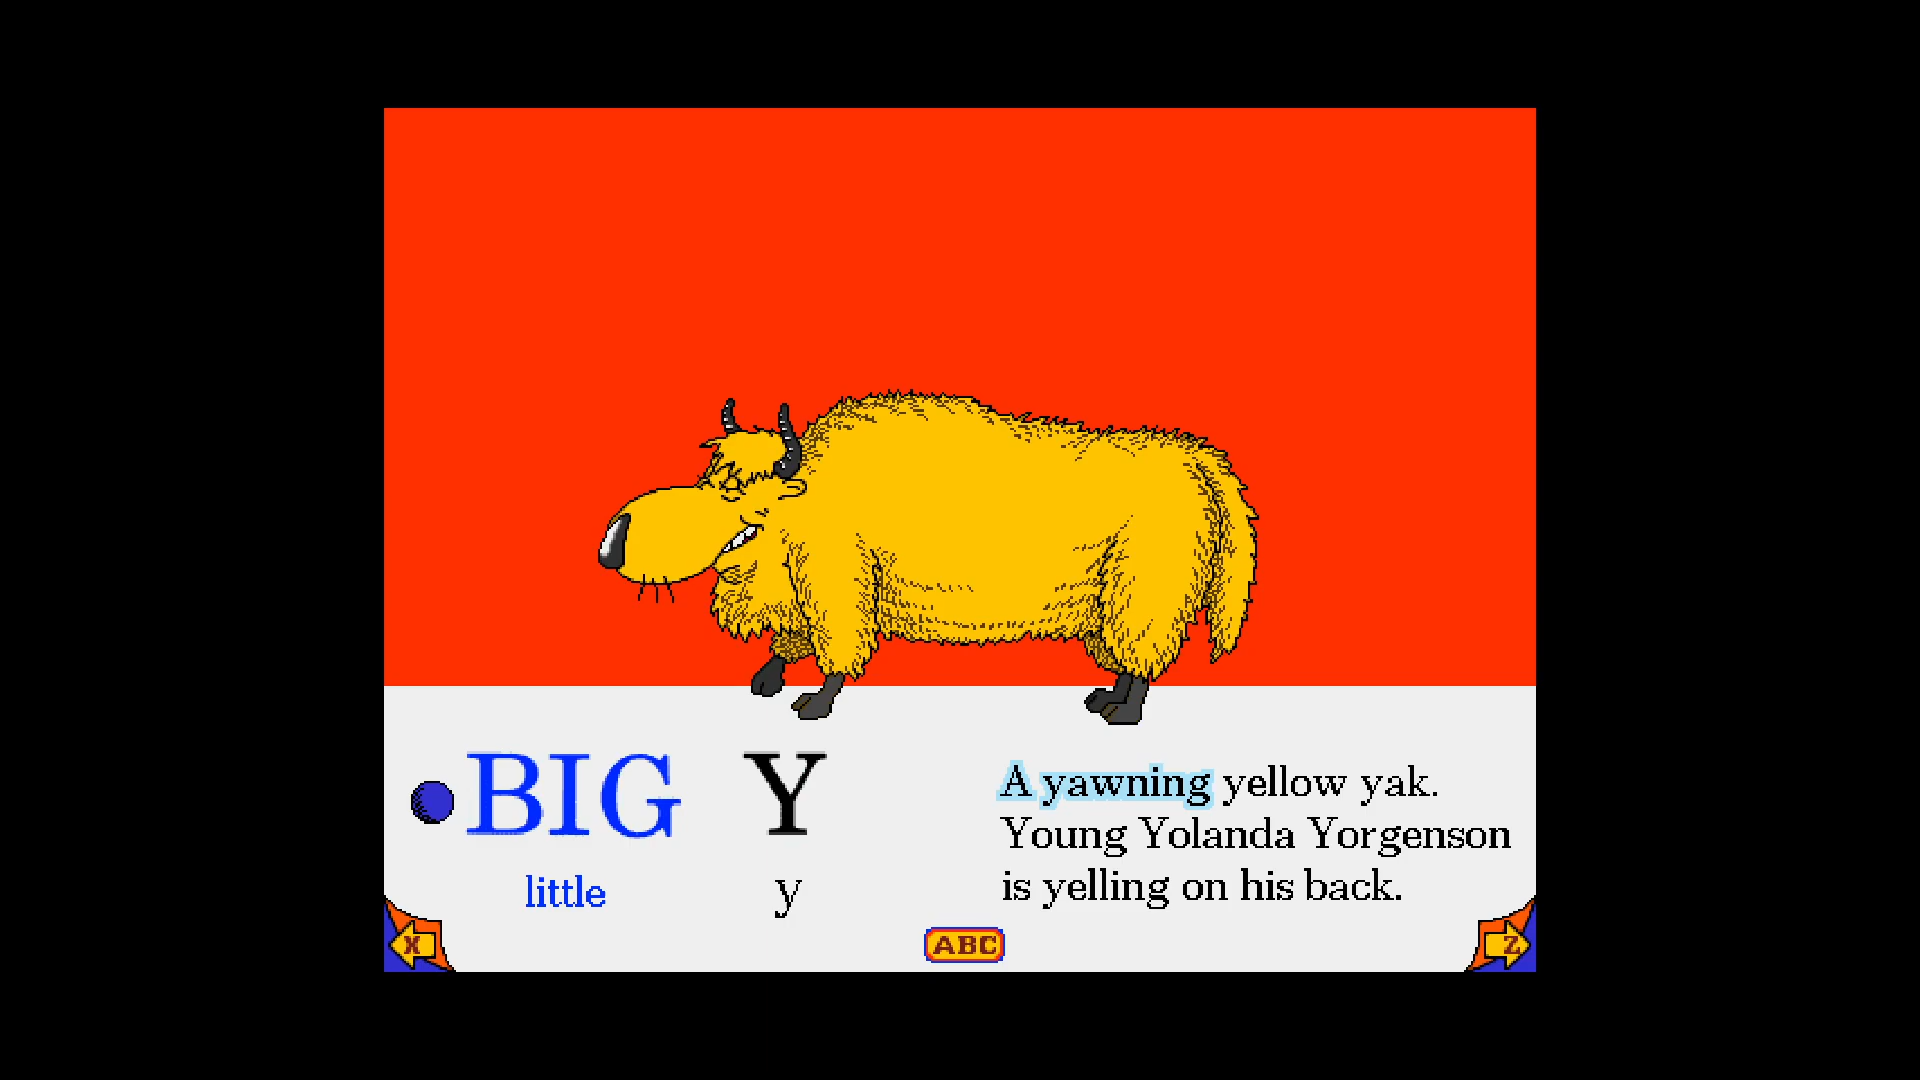 BIG Y
little y
A yawning yellow yak.
Young Yolanda Yorgenson
is yelling on his back.
X
ABC
Z